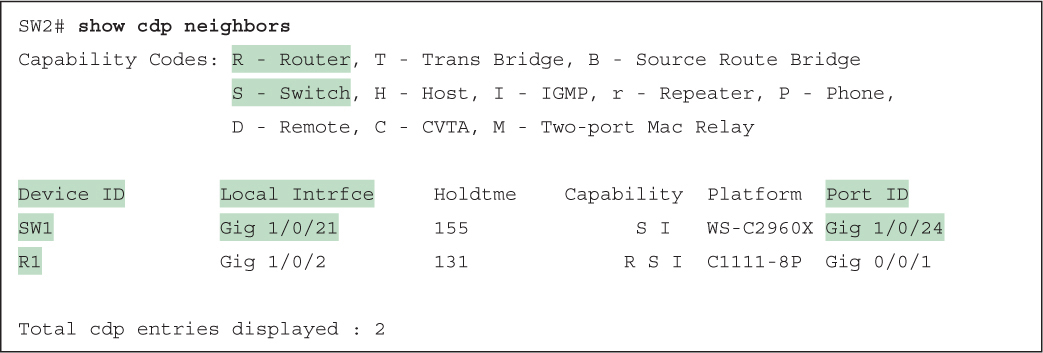 SW2# show cdp neighbors
Capability Codes: R - Router, T - Trans Bridge, B - Source Route Bridge
S - Switch, H - Host, I - IGMP, r - Repeater, P - Phone,
D - Remote, C - CVTA, M - Two-port Mac Relay
Device ID Local Intrfce Holdtme Capability Platform Port ID
SW1 Gig 1/0/21 155 S I WS-C2960X Gig 1/0/24
R1 Gig 1/0/2 131 R S I C1111-8P Gig 0/0/1
Total cdp entries displayed : 2